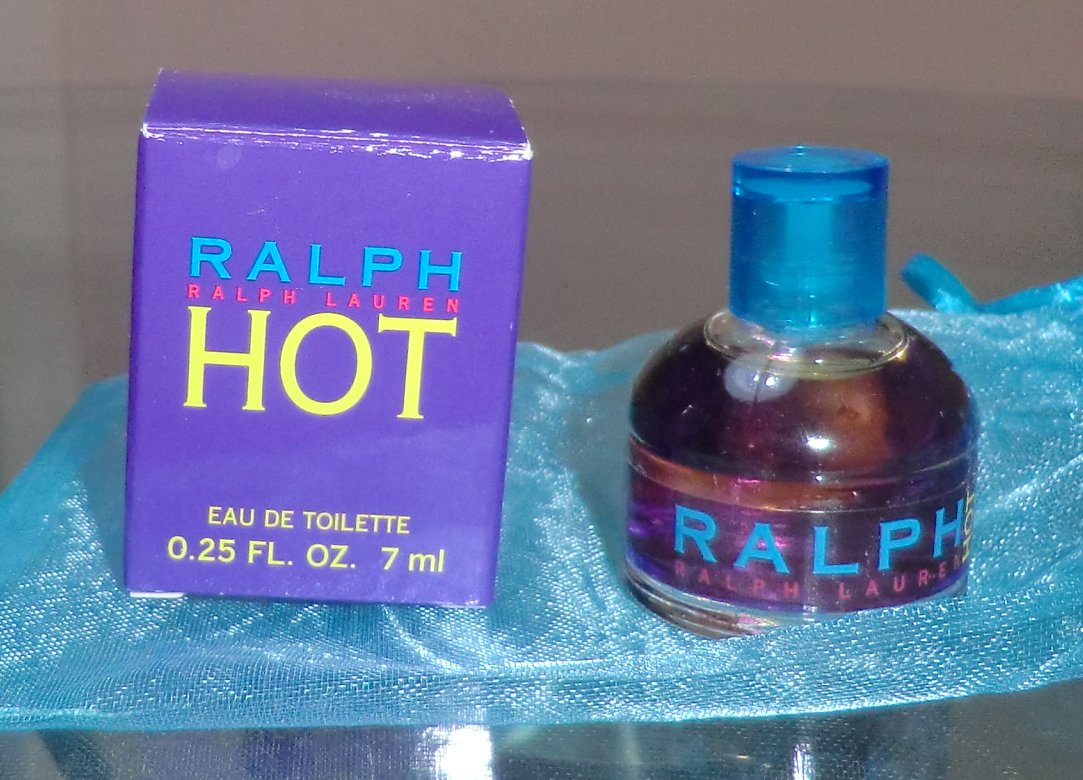 RALPH
RALPH LAUREN
HOT
EAU DE TOILETTE
0.25 FL. OZ. 7 ml
RALPH
HOT
RALPH LAUREN